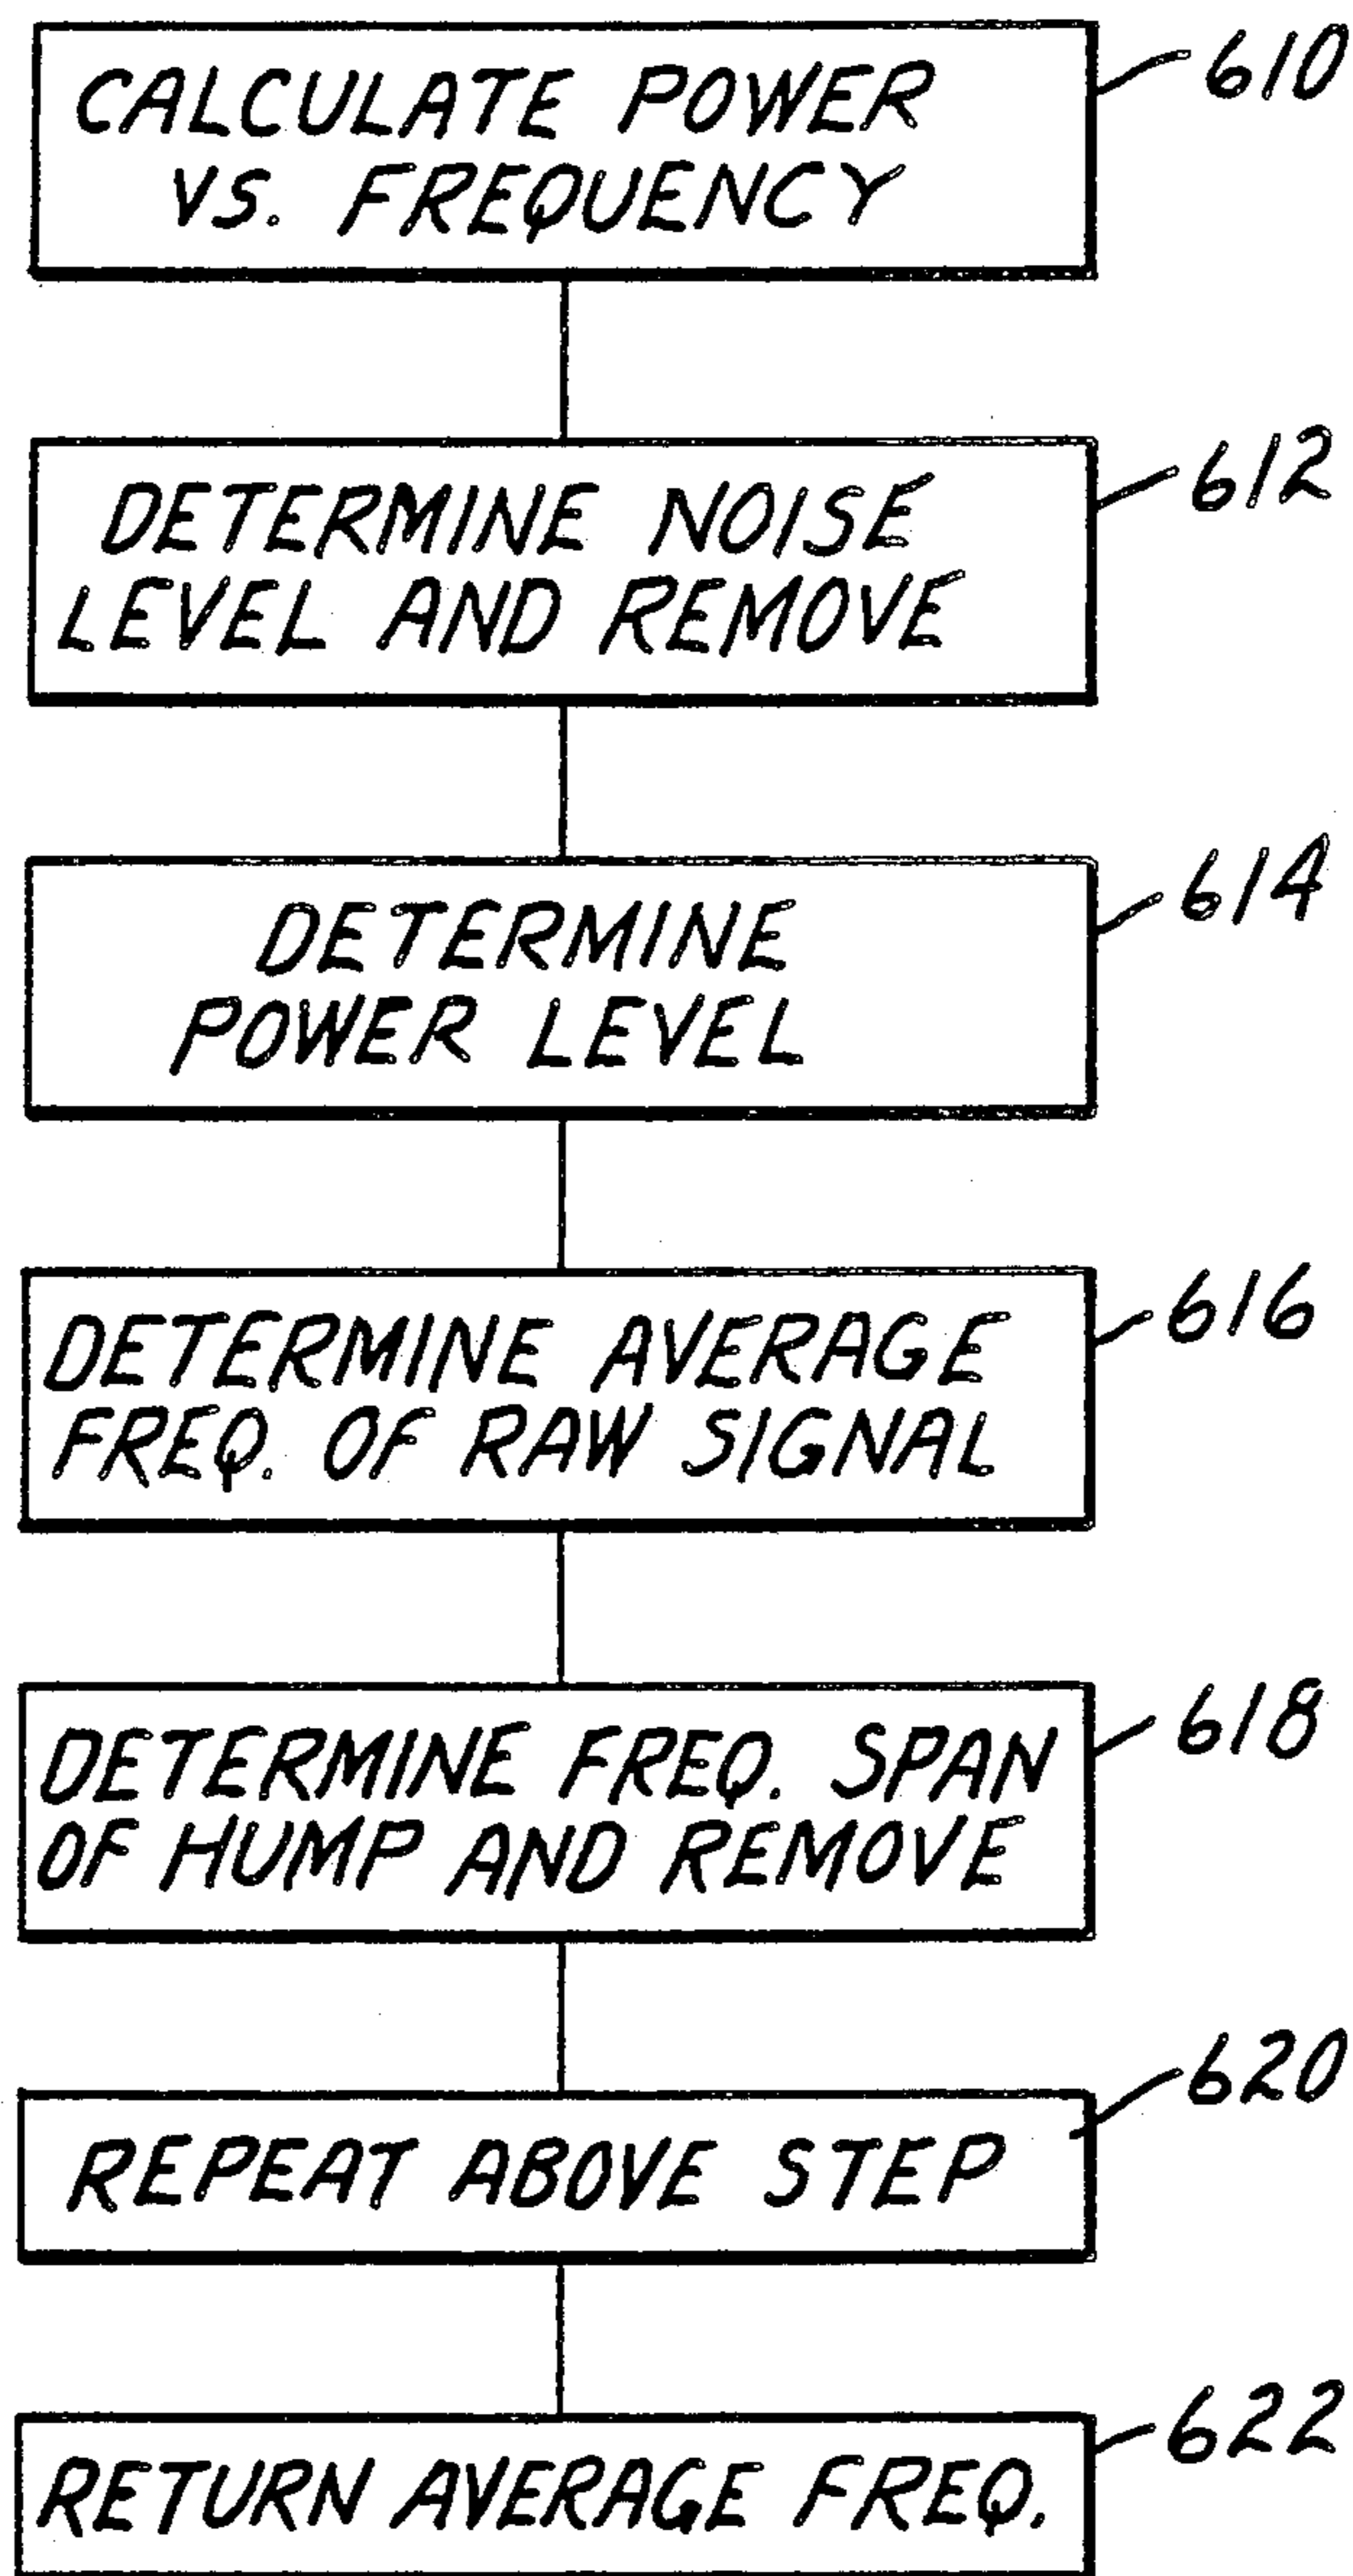 CALCULATE POWER
VS. FREQUENCY
610
DETERMINE NOISE
LEVEL AND REMOVE
612
DETERMINE
POWER LEVEL
614
DETERMINE AVERAGE
FREQ. OF RAW SIGNAL
616
DETERMINE FREQ. SPAN
OF HUMP AND REMOVE
618
REPEAT ABOVE STEP
620
RETURN AVERAGE FREQ.
622